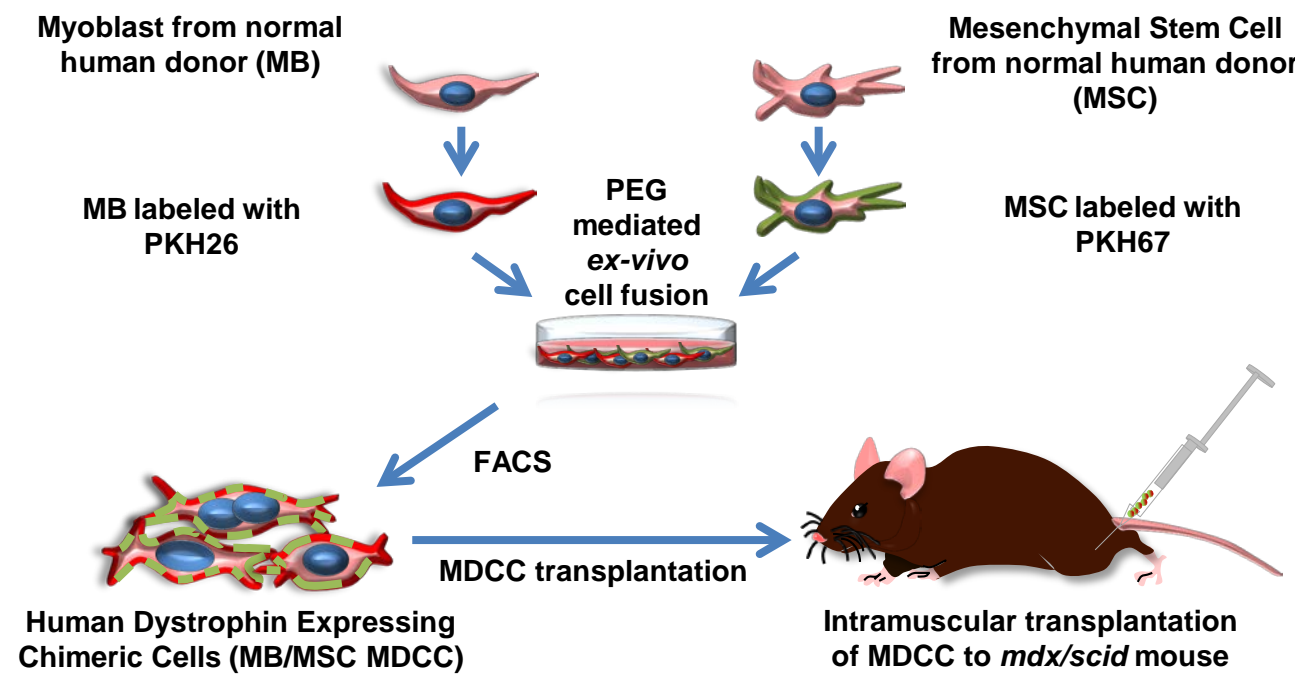 Myoblast from normal
human donor (MB)
Mesenchymal Stem Cell
from normal human donor
(MSC)
MB labeled with
PKH26
PEG
mediated
ex-vivo
cell fusion
MSC labeled with
PKH67
FACS
MDCC transplantation
Human Dystrophin Expressing
Chimeric Cells (MB/MSC MDCC)
Intramuscular transplantation
of MDCC to mdx/scid mouse